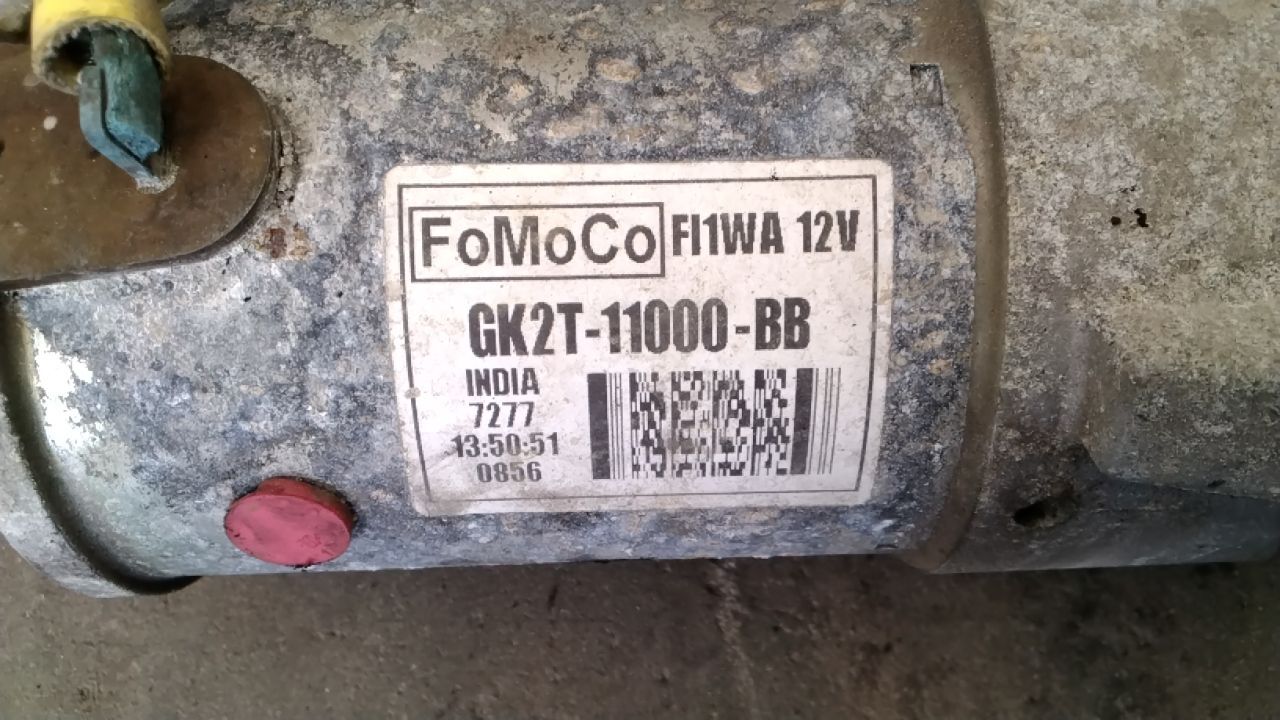 FoMoCo FI1WA 12V
GK2T-11000-BB
INDIA
7277
13:50:51
0856